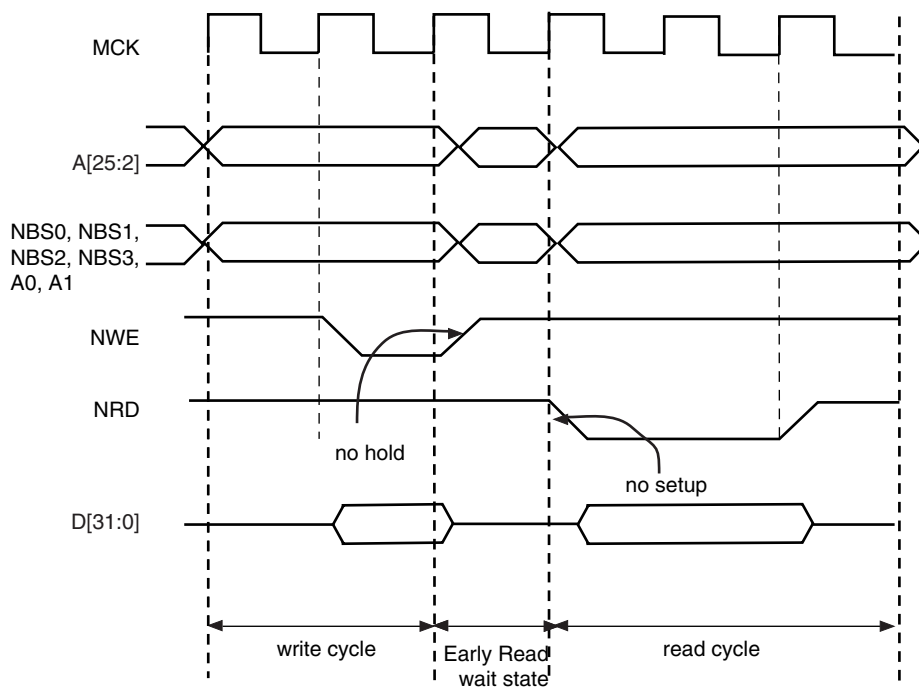 MCK
A[25:2]
NBS0, NBS1,
NBS2, NBS3,
A0, A1
NWE
NRD
no hold
no setup
D[31:0]
write cycle
Early Read
wait state
read cycle